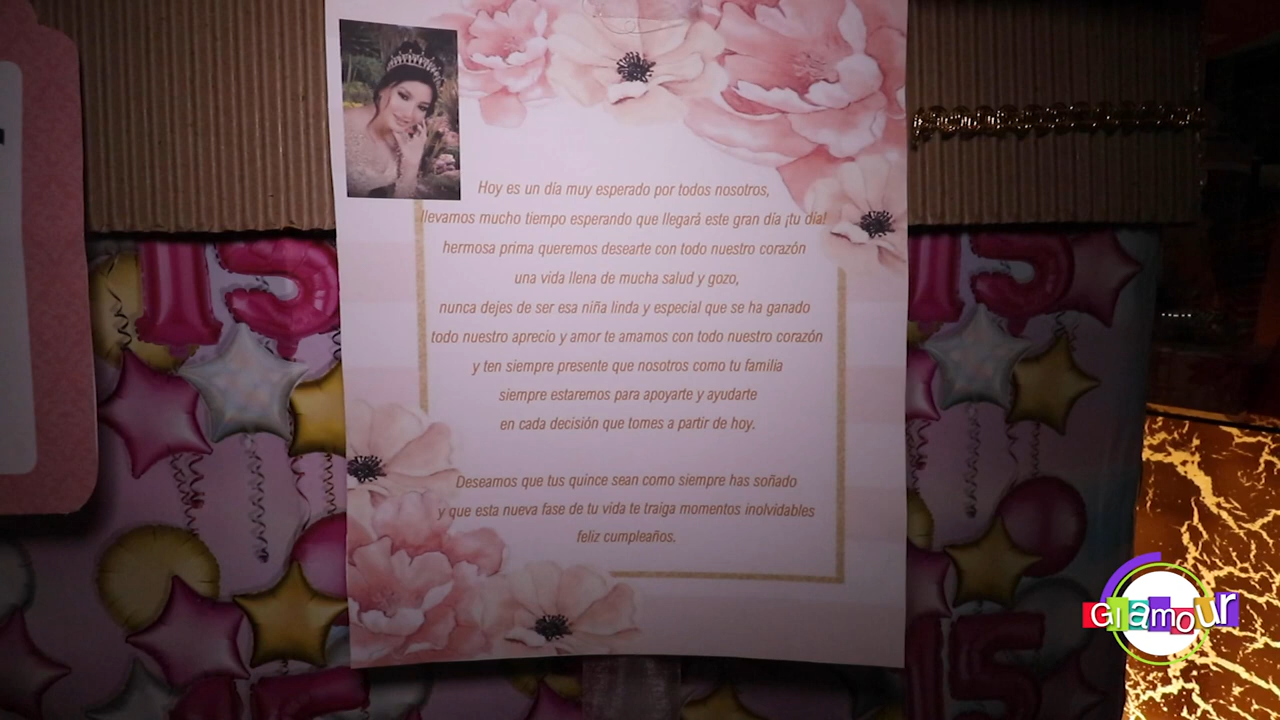 Hoy es un día muy esperado por todos nosotros,
llevamos mucho tiempo esperando que llegará este gran día ¡tu día!
hermosa prima queremos desearte con todo nuestro corazón
una vida llena de mucha salud y gozo,
nunca dejes de ser esa niña linda y especial que se ha ganado
todo nuestro aprecio y amor te amamos con todo nuestro corazón
y ten siempre presente que nosotros como tu familia
siempre estaremos para apoyarte y ayudarte
en cada decisión que tomes a partir de hoy.
Deseamos que tus quince sean como siempre has soñado
y que esta nueva fase de tu vida te traiga momentos inolvidables
feliz cumpleaños.
15
15
15
Glamour